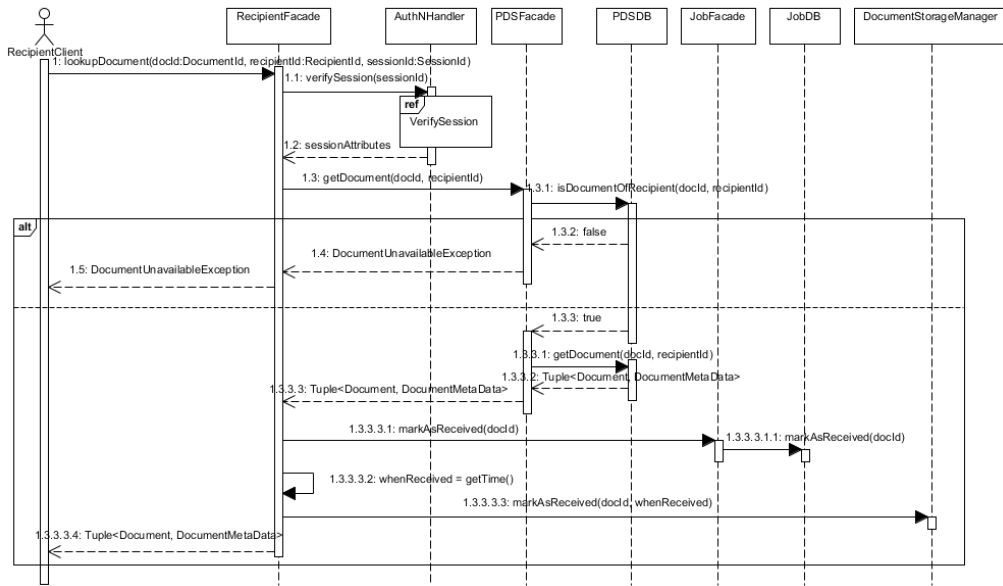 RecipientFacade
AuthNHandler
PDSFacade
PDSDB
JobFacade
JobDB
DocumentStorageManager
RecipientClient
1: lookupDocument(docId:DocumentId, recipientId:RecipientId, sessionId:SessionId)
1.1: verifySession(sessionId)
ref
VerifySession
1.2: sessionAttributes
1.3: getDocument(docId, recipientId)
1.3.1: isDocumentOfRecipient(docId, recipientId)
alt
1.3.2: false
1.4: DocumentUnavailableException
1.5: DocumentUnavailableException
1.3.3: true
1.3.3.1: getDocument(docId, recipientId)
1.3.3.2: Tuple<Document, DocumentMetaData>
1.3.3.3: Tuple<Document, DocumentMetaData>
1.3.3.3.1: markAsReceived(docId)
1.3.3.3.1.1: markAsReceived(docId)
1.3.3.3.2: whenReceived = getTime()
1.3.3.3.3: markAsReceived(docId, whenReceived)
1.3.3.3.4: Tuple<Document, DocumentMetaData>